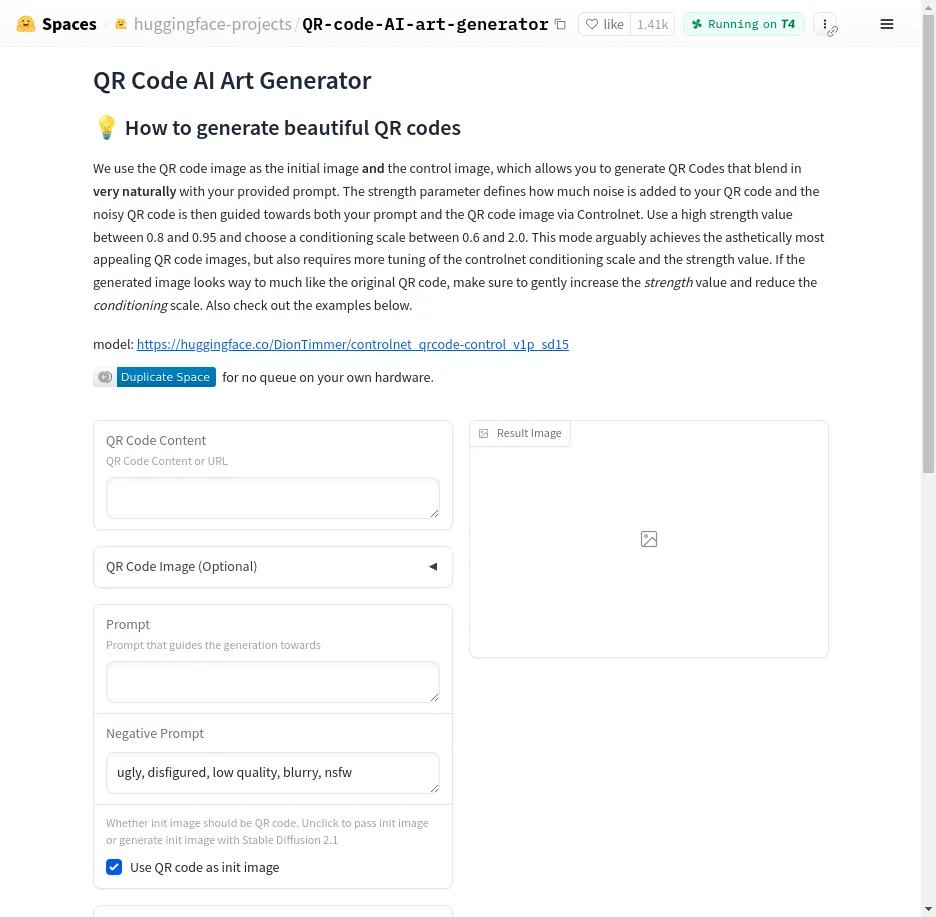 Spaces
huggingface-projects/QR-code-AI-art-generator
like
1.41k
Running on T4
QR Code AI Art Generator
💡 How to generate beautiful QR codes
We use the QR code image as the initial image and the control image, which allows you to generate QR Codes that blend in
very naturally with your provided prompt. The strength parameter defines how much noise is added to your QR code and the
noisy QR code is then guided towards both your prompt and the QR code image via Controlnet. Use a high strength value
between 0.8 and 0.95 and choose a conditioning scale between 0.6 and 2.0. This mode arguably achieves the asthetically most
appealing QR code images, but also requires more tuning of the controlnet conditioning scale and the strength value. If the
generated image looks way to much like the original QR code, make sure to gently increase the strength value and reduce the
conditioning scale. Also check out the examples below.
model: https://huggingface.co/DionTimmer/controlnet_qrcode-control_v1p_sd15
Duplicate Space for no queue on your own hardware.
QR Code Content
QR Code Content or URL
QR Code Image (Optional)
Prompt
Prompt that guides the generation towards
Negative Prompt
ugly, disfigured, low quality, blurry, nsfw
Whether init image should be QR code. Unclick to pass init image
or generate init image with Stable Diffusion 2.1
Use QR code as init image
Result Image